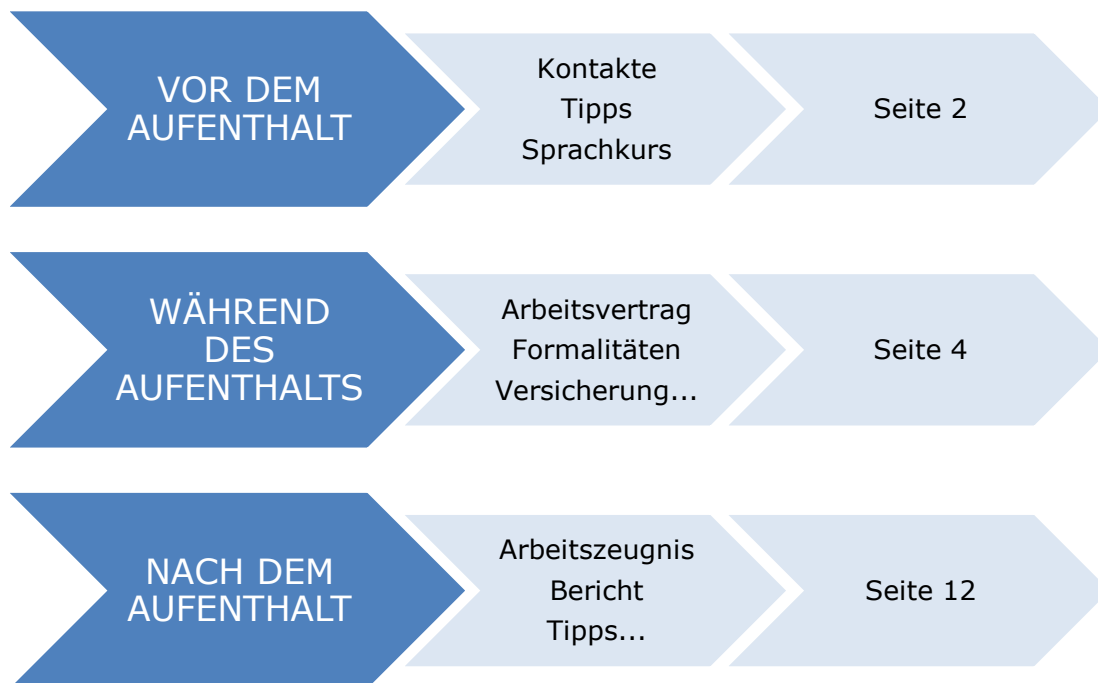 VOR DEM
AUFENTHALT
Kontakte
Tipps
Sprachkurs
Seite 2
WÄHREND
DES
AUFENTHALTS
Arbeitsvertrag
Formalitäten
Versicherung...
Seite 4
NACH DEM
AUFENTHALT
Arbeitszeugnis
Bericht
Tipps...
Seite 12